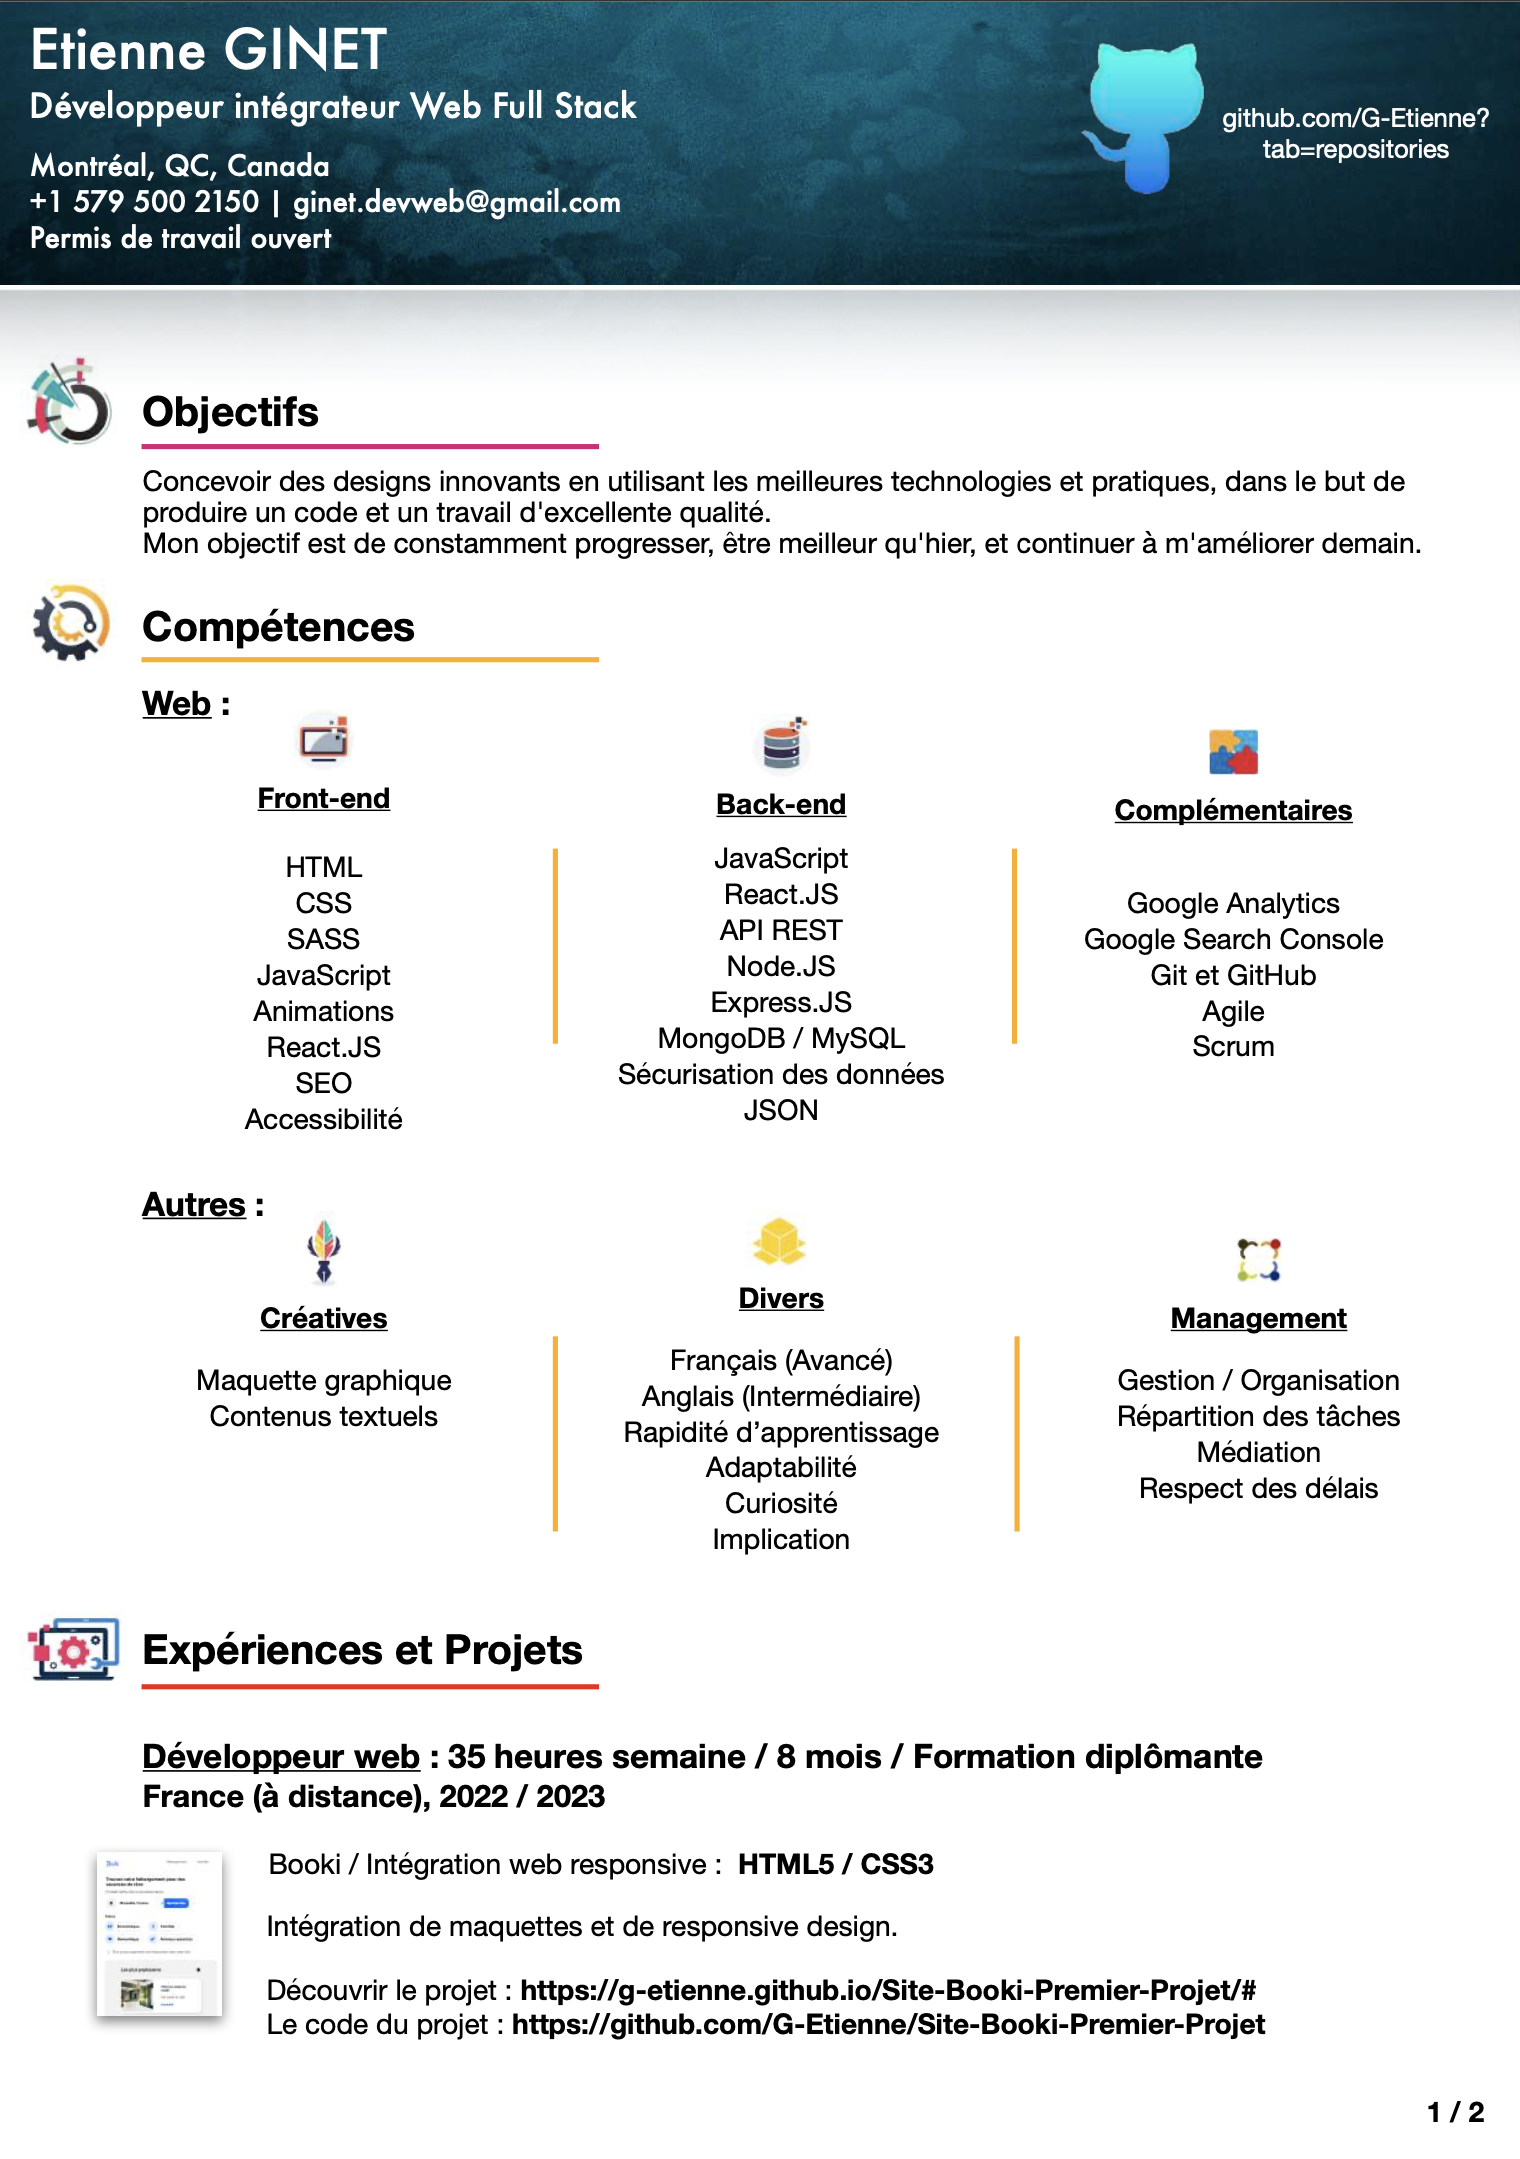 Etienne GINET
Développeur intégrateur Web Full Stack
Montréal, QC, Canada
+1 579 500 2150 | ginet.devweb@gmail.com
Permis de travail ouvert
github.com/G-Etienne?
tab=repositories
Objectifs
Concevoir des designs innovants en utilisant les meilleures technologies et pratiques, dans le but de
produire un code et un travail d'excellente qualité.
Mon objectif est de constamment progresser, être meilleur qu'hier, et continuer à m'améliorer demain.
Compétences
Web :
Front-end
HTML
CSS
SASS
JavaScript
Animations
React.JS
SEO
Accessibilité
Back-end
JavaScript
React.JS
API REST
Node.JS
Express.JS
MongoDB / MySQL
Sécurisation des données
JSON
Complémentaires
Google Analytics
Google Search Console
Git et GitHub
Agile
Scrum
Autres :
Créatives
Maquette graphique
Contenus textuels
Divers
Français (Avancé)
Anglais (Intermédiaire)
Rapidité d’apprentissage
Adaptabilité
Curiosité
Implication
Management
Gestion / Organisation
Répartition des tâches
Médiation
Respect des délais
Expériences et Projets
Développeur web : 35 heures semaine / 8 mois / Formation diplômante
France (à distance), 2022 / 2023
Booki / Intégration web responsive : HTML5 / CSS3
Intégration de maquettes et de responsive design.
Découvrir le projet : https://g-etienne.github.io/Site-Booki-Premier-Projet/#
Le code du projet : https://github.com/G-Etienne/Site-Booki-Premier-Projet
1 / 2